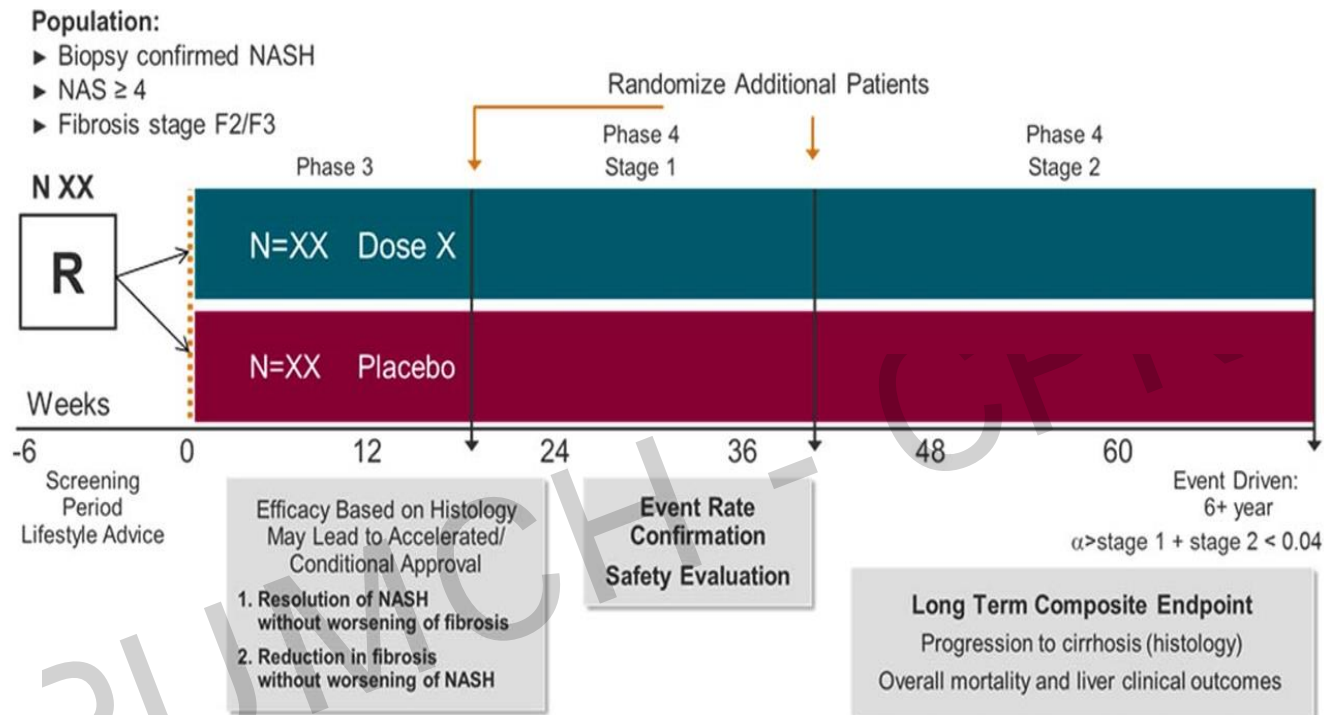 Population:
► Biopsy confirmed NASH
► NAS ≥ 4
► Fibrosis stage F2/F3
Randomize Additional Patients
Phase 3
Phase 4
Stage 1
Phase 4
Stage 2
N XX
R
N=XX Dose X
N=XX Placebo
Weeks
-6 0 12 24 36 48 60
Screening
Period
Lifestyle Advice
Efficacy Based on Histology
May Lead to Accelerated/
Conditional Approval
1. Resolution of NASH
without worsening of fibrosis
2. Reduction in fibrosis
without worsening of NASH
Event Rate
Confirmation
Safety Evaluation
Event Driven:
6+ year
α>stage 1 + stage 2 < 0.04
Long Term Composite Endpoint
Progression to cirrhosis (histology)
Overall mortality and liver clinical outcomes